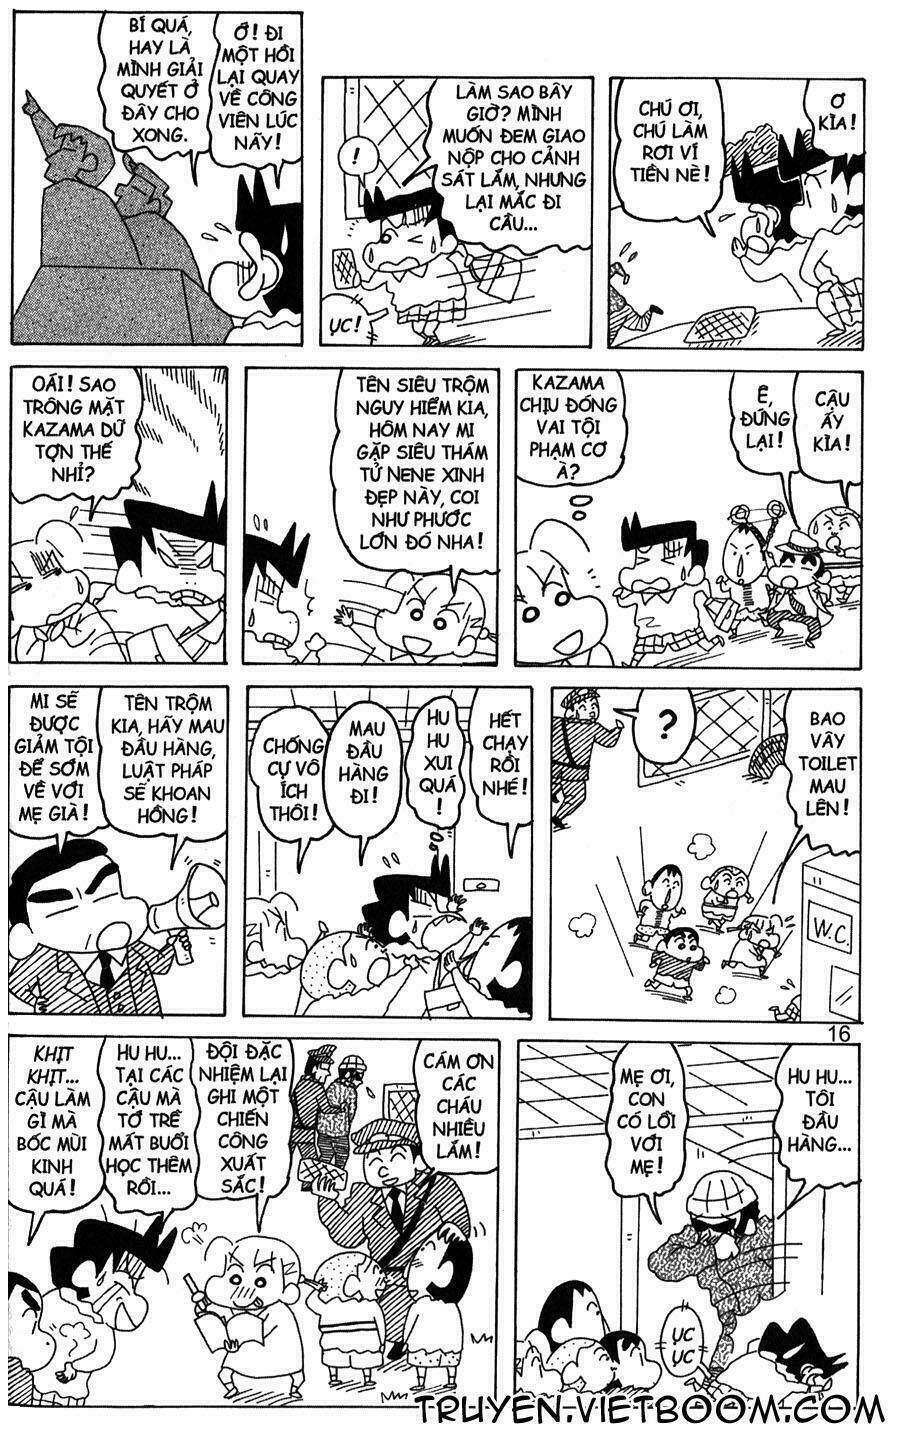 Ơ
KÌA!
CHÚ ƠI,
CHÚ LÀM
RƠI VÍ
TIỀN NÈ!
LÀM SAO BÂY
GIỜ? MÌNH
MUỐN ĐEM GIAO
NỘP CHO CẢNH
SÁT LẮM, NHƯNG
LẠI MẮC ĐI
CẦU...
!
ỤC!
Ớ! ĐI
MỘT HỒI
LẠI QUAY
VỀ CÔNG
VIÊN LÚC
NÃY!
BÍ QUÁ,
HAY LÀ
MÌNH GIẢI
QUYẾT Ở
ĐÂY CHO
XONG.
CẬU
ẤY
KÌA!
Ê,
ĐỨNG
LẠI!
KAZAMA
CHỊU ĐÓNG
VAI TỘI
PHẠM CƠ
À?
TÊN SIÊU TRỘM
NGUY HIỂM KIA,
HÔM NAY MI
GẶP SIÊU THÁM
TỬ NENE XINH
ĐẸP NÀY, COI
NHƯ PHƯỚC
LỚN ĐÓ NHA!
OÁI! SAO
TRÔNG MẶT
KAZAMA DỮ
TỢN THẾ
NHỈ?
BAO
VÂY
TOILET
MAU
LÊN!
?
W.C.
HẾT
CHẠY
RỒI
NHÉ!
HU
HU
XUI
QUÁ
!
MAU
ĐẦU
HÀNG
ĐI!
CHỐNG
CỰ VÔ
ÍCH
THÔI!
TÊN TRỘM
KIA, HÃY MAU
ĐẦU HÀNG,
LUẬT PHÁP
SẼ KHOAN
HỒNG!
MI SẼ
ĐƯỢC
GIẢM TỘI
ĐỂ SỚM
VỀ VỚI
MẸ GIÀ!
16
HU HU...
TÔI
ĐẦU
HÀNG...
MẸ ƠI,
CON
CÓ LỖI
VỚI
MẸ!
ỤC
ỤC
CÁM ƠN
CÁC
CHÁU
NHIỀU
LẮM!
ĐỘI ĐẶC
NHIỆM LẠI
GHI MỘT
CHIẾN
CÔNG
XUẤT
SẮC!
HU HU...
TẠI CÁC
CẬU MÀ
TỚ TRỄ
MẤT BUỔI
HỌC THÊM
RỒI...
KHỊT
KHỊT...
CẬU LÀM
GÌ MÀ
BỐC MÙI
KINH
QUÁ!
TRUYEN.VIETBOOM.COM